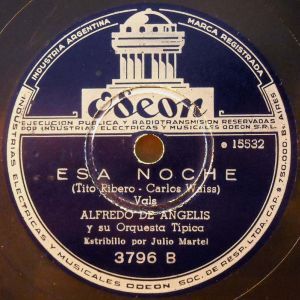 INDUSTRIA ARGENTINA
MARCA REGISTRADA
odeon
EJECUCION PUBLICA Y RADIOTRANSMISION RESERVADAS
POR INDUSTRIAS ELECTRICAS Y MUSICALES ODEON S.R.L.
15532
ESA NOCHE
(Tito Ribero - Carlos Waiss)
Vals
ALFREDO DE ANGELIS
y su Orquesta Típica
Estribillo por Julio Martel
3796 B
INDUSTRIAS ELECTRICAS Y MUSICALES ODEON SOC. DE RESP. LTDA. CAP. $ 9.750.000 - B. AIRES